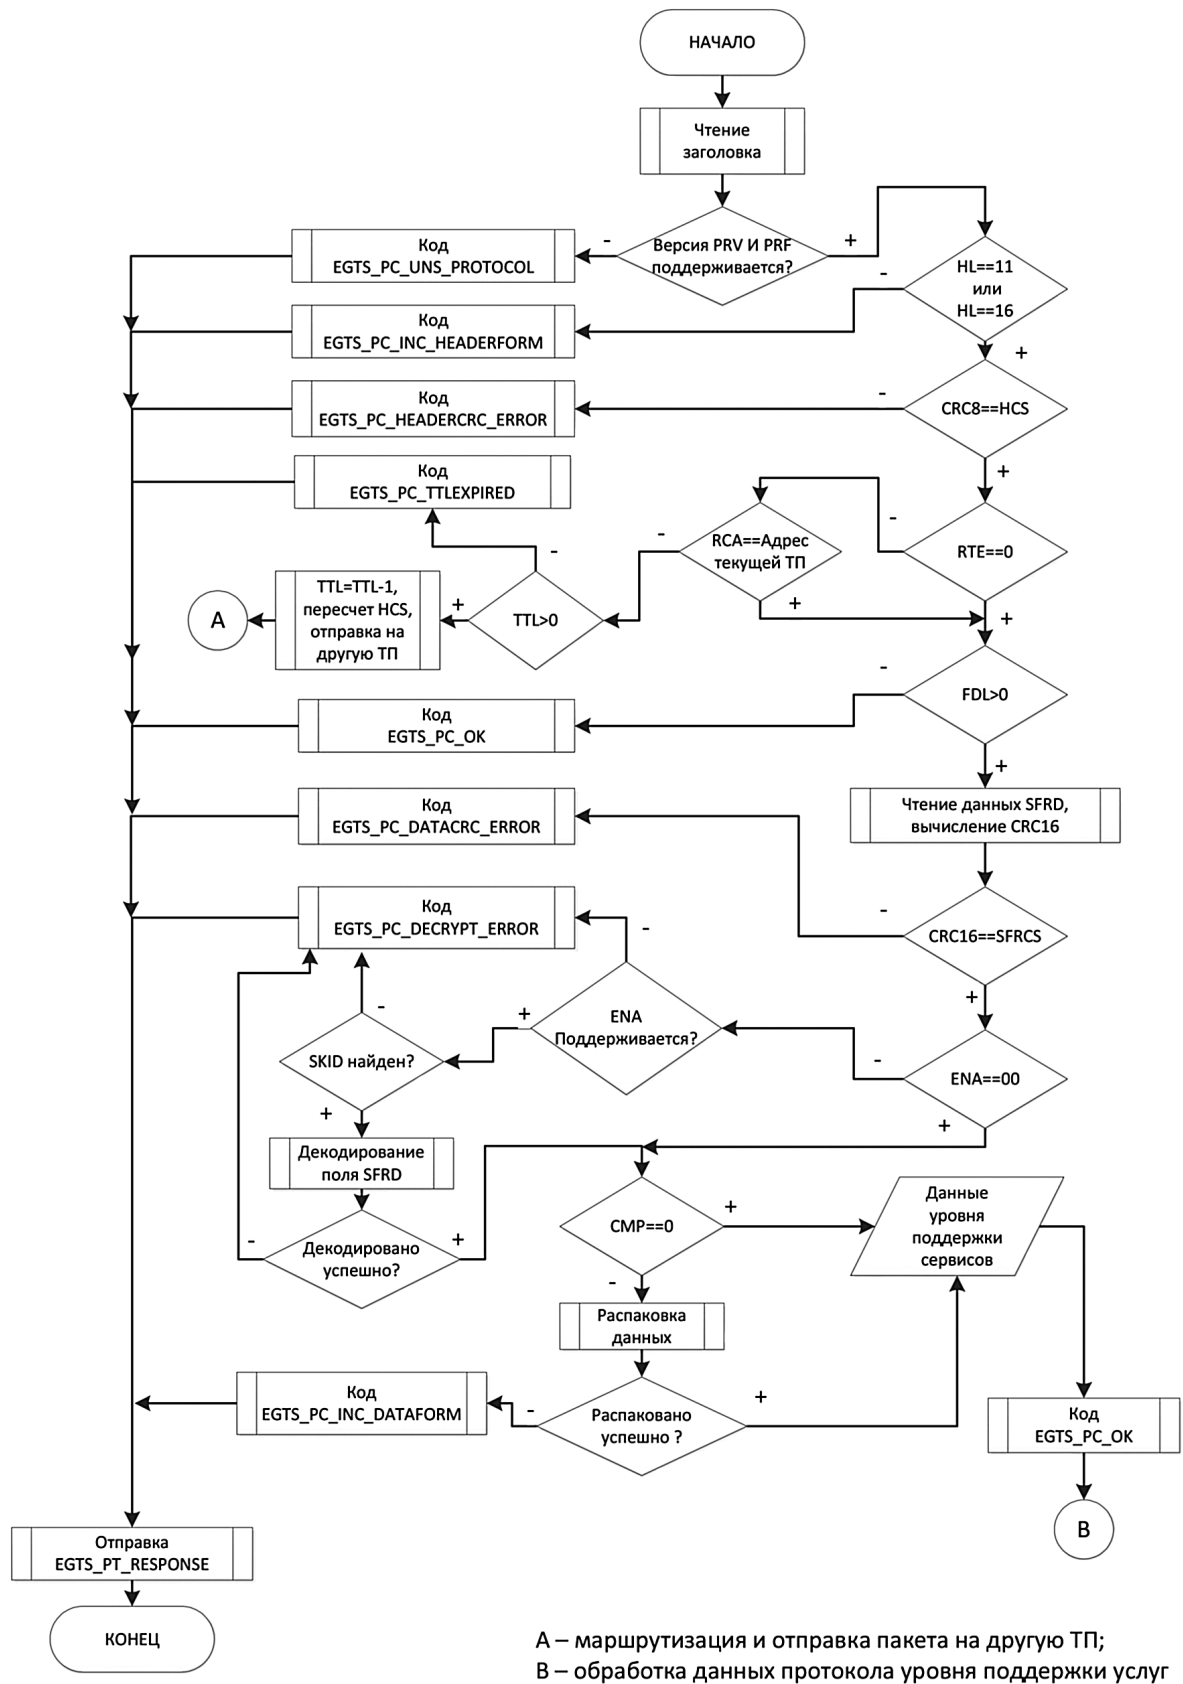 НАЧАЛО
Чтение
заголовка
Версия PRV И PRF
поддерживается?
-
+
Код
EGTS_PC_UNS_PROTOCOL
HL==11
или
HL==16
-
+
Код
EGTS_PC_INC_HEADERFORM
Код
EGTS_PC_HEADERCRC_ERROR
-
CRC8==HCS
+
Код
EGTS_PC_TTLEXPIRED
RCA==Адрес
текущей ТП
-
+
RTE==0
-
+
A
TTL=TTL-1,
пересчет HCS,
отправка на
другую ТП
+
-
TTL>0
-
FDL>0
+
Код
EGTS_PC_OK
Чтение данных SFRD,
вычисление CRC16
Код
EGTS_PC_DATACRC_ERROR
-
CRC16==SFRCS
+
Код
EGTS_PC_DECRYPT_ERROR
-
ENA
Поддерживается?
+
-
ENA==00
+
-
SKID найден?
+
Декодирование
поля SFRD
-
Декодировано
успешно?
+
CMP==0
+
-
Данные
уровня
поддержки
сервисов
Распаковка
данных
Код
EGTS_PC_INC_DATAFORM
-
Распаковано
успешно ?
+
Код
EGTS_PC_OK
B
Отправка
EGTS_PT_RESPONSE
КОНЕЦ
A – маршрутизация и отправка пакета на другую ТП;
B – обработка данных протокола уровня поддержки услуг